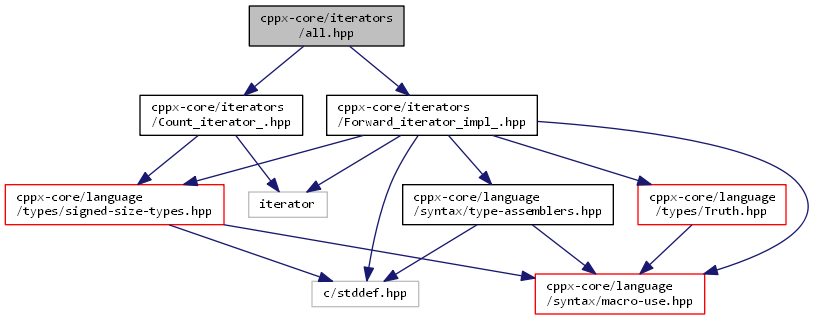 cppx-core/iterators
/all.hpp
cppx-core/iterators
/Count_iterator_.hpp
cppx-core/iterators
/Forward_iterator_impl_.hpp
cppx-core/language
/types/signed-size-types.hpp
iterator
cppx-core/language
/syntax/type-assemblers.hpp
cppx-core/language
/types/Truth.hpp
c/stddef.hpp
cppx-core/language
/syntax/macro-use.hpp